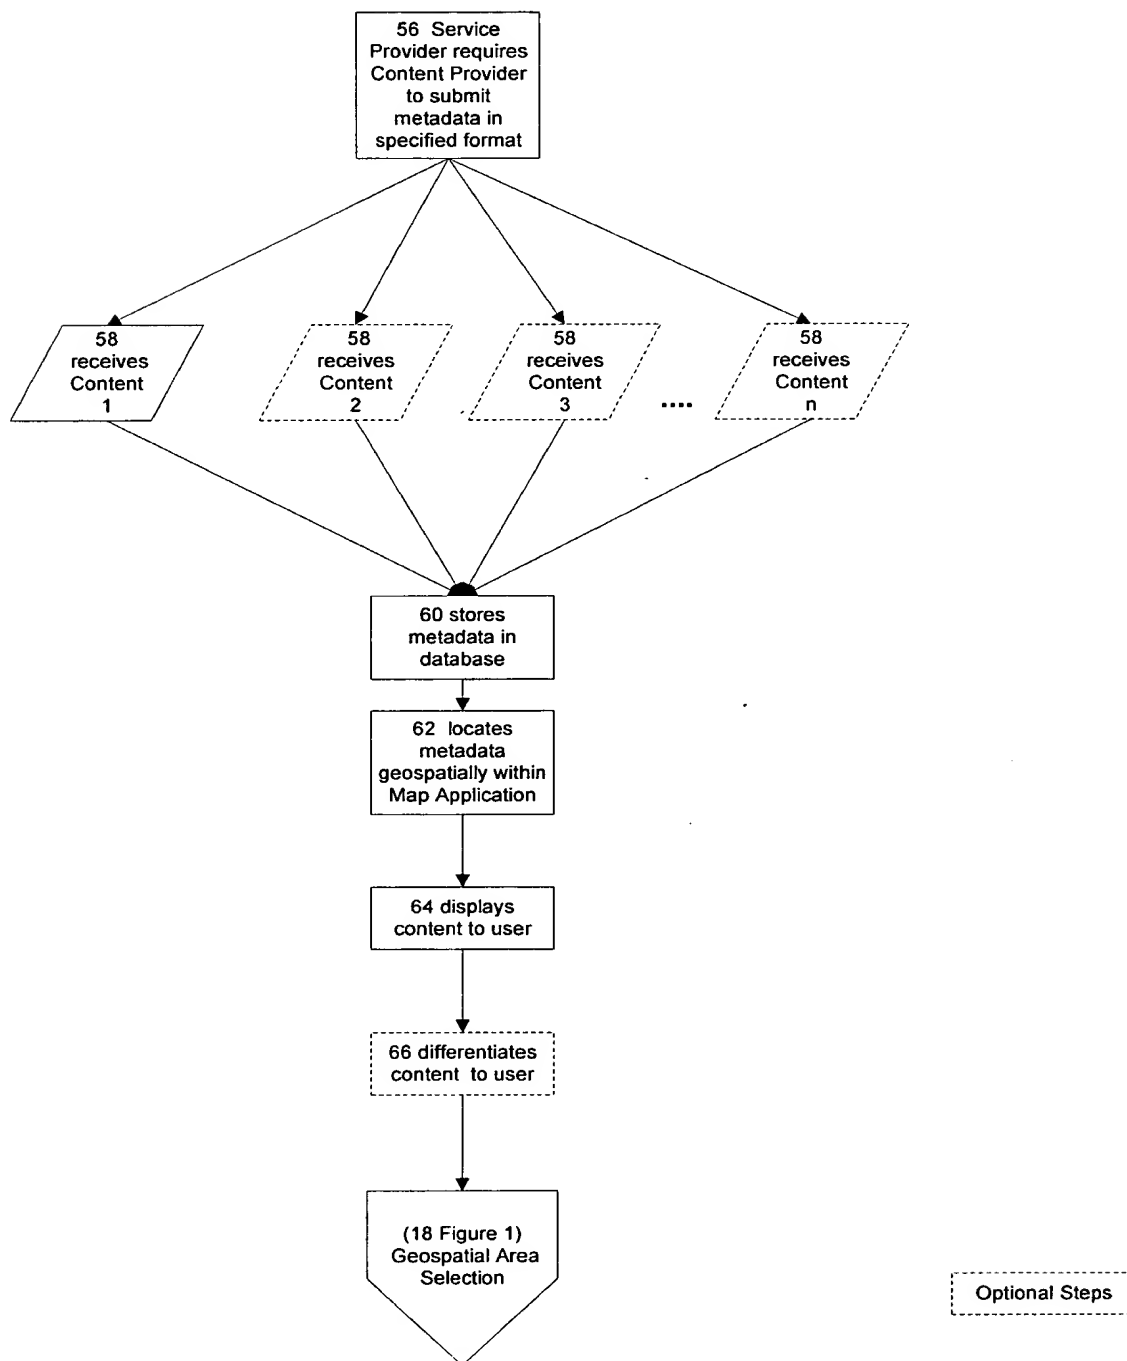 56 Service
Provider requires
Content Provider
to submit
metadata in
specified format
58
receives
Content
1
58
receives
Content
2
58
receives
Content
3
....
58
receives
Content
n
60 stores
metadata in
database
62 locates
metadata
geospatially within
Map Application
64 displays
content to user
66 differentiates
content to user
(18 Figure 1)
Geospatial Area
Selection
Optional Steps